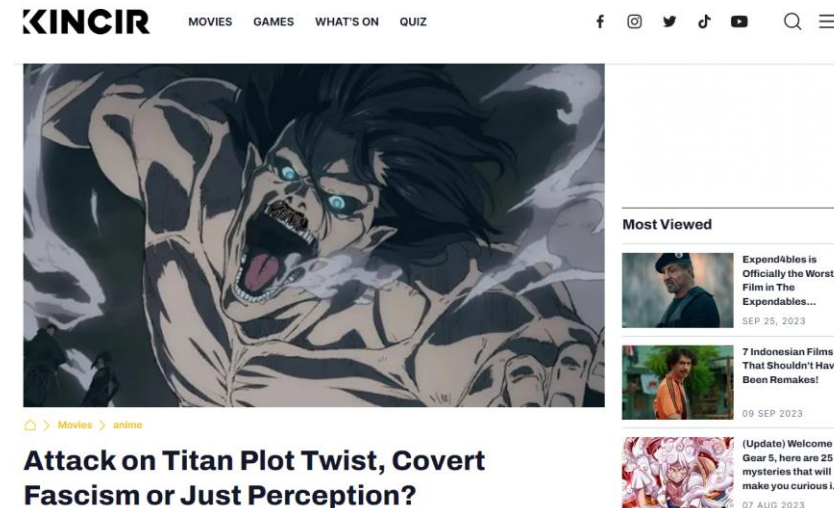 KINCIR
MOVIES GAMES WHAT'S ON QUIZ
Movies > anime
Attack on Titan Plot Twist, Covert
Fascism or Just Perception?
Most Viewed
Expend4bles is
Officially the Worst
Film in The
Expendables...
SEP 25, 2023
7 Indonesian Films
That Shouldn't Hav
Been Remakes!
09 SEP 2023
(Update) Welcome
Gear 5, here are 25
mysteries that will
make you curious i.
07 AUG 2023